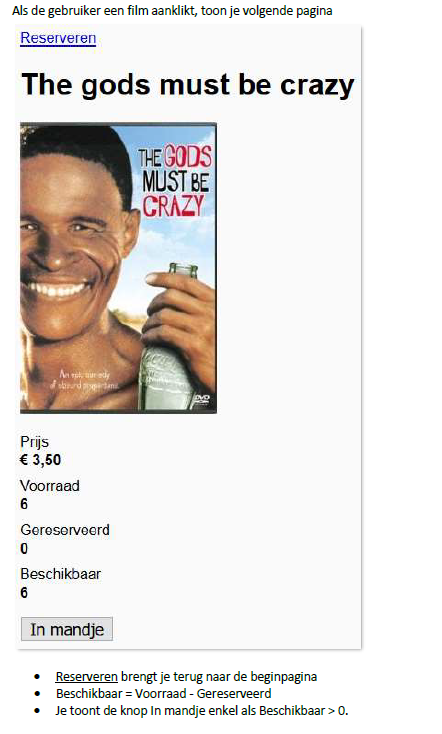 Als de gebruiker een film aanklikt, toon je volgende pagina
Reserveren
The gods must be crazy
THE GODS
MUST BE
CRAZY
An epic comedy
of absurd proportions.
DVD
Prijs
€ 3,50
Voorraad
6
Gereserveerd
0
Beschikbaar
6
In mandje
• Reserveren brengt je terug naar de beginpagina
• Beschikbaar = Voorraad - Gereserveerd
• Je toont de knop In mandje enkel als Beschikbaar > 0.